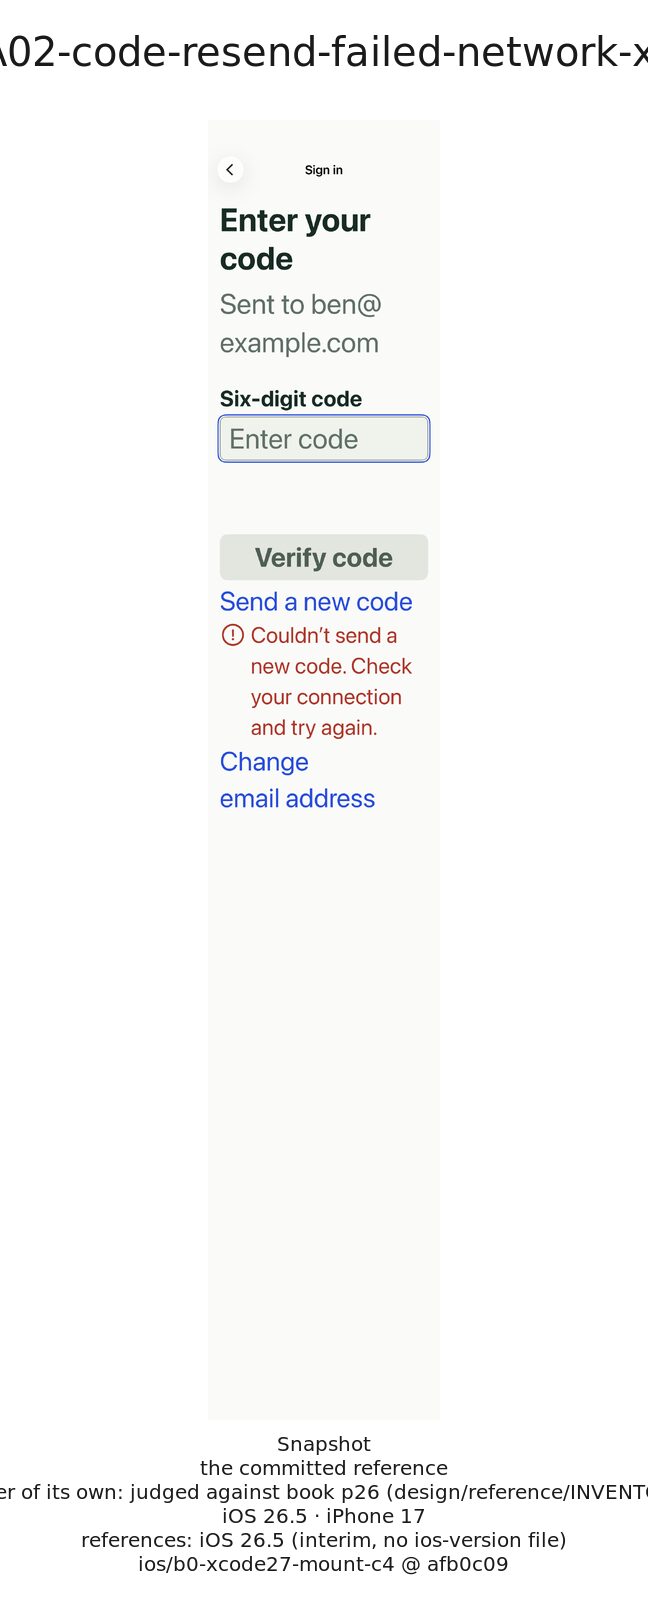 A02-code-resend-failed-network-x
Sign in
Enter your
code
Sent to ben@
example.com
Six-digit code
Enter code
Verify code
Send a new code
Couldn’t send a
new code. Check
your connection
and try again.
Change
email address
Snapshot
the committed reference
er of its own: judged against book p26 (design/reference/INVENTO
iOS 26.5 · iPhone 17
references: iOS 26.5 (interim, no ios-version file)
ios/b0-xcode27-mount-c4 @ afb0c09